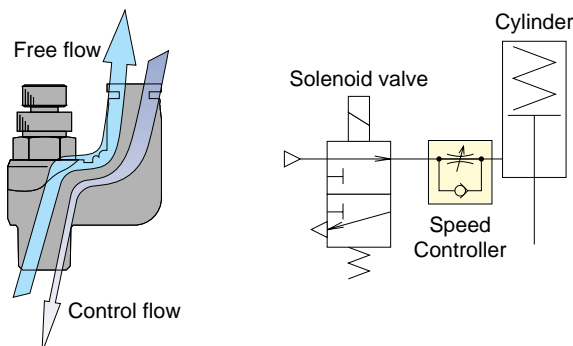 Free flow
Control flow
Cylinder
Solenoid valve
Speed
Controller